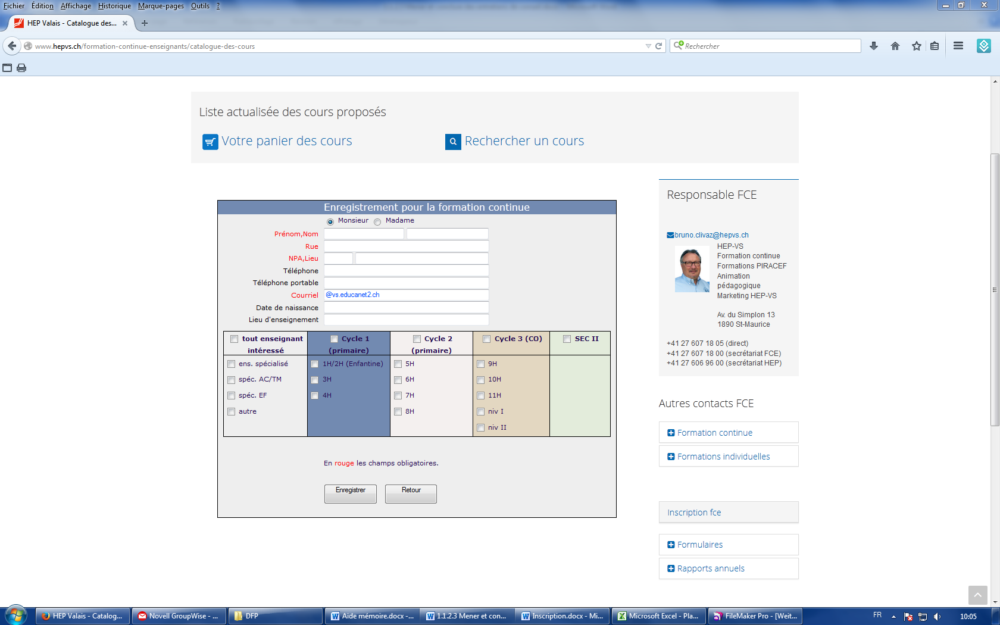 Fichier Édition Affichage Historique Marque-pages Outils ?
HEP Valais - Catalogue des...
www.hepvs.ch/formation-continue-enseignants/catalogue-des-cours
Rechercher
Liste actualisée des cours proposés
Votre panier des cours
Rechercher un cours
Enregistrement pour la formation continue
Monsieur Madame
Prénom,Nom
Rue
NPA,Lieu
Téléphone
Téléphone portable
Courriel @vs.educanet2.ch
Date de naissance
Lieu d'enseignement
tout enseignant intéressé
ens. spécialisé
spéc. AC/TM
spéc. EF
autre
Cycle 1 (primaire)
1H/2H (Enfantine)
3H
4H
Cycle 2 (primaire)
5H
6H
7H
8H
Cycle 3 (CO)
9H
10H
11H
niv I
niv II
SEC II
En rouge les champs obligatoires.
Enregistrer Retour
Responsable FCE
bruno.clivaz@hepvs.ch
HEP-VS
Formation continue
Formations PIRACEF
Animation
pédagogique
Marketing HEP-VS
Av. du Simplon 13
1890 St-Maurice
+41 27 607 18 05 (direct)
+41 27 607 18 00 (secrétariat FCE)
+41 27 606 96 00 (secrétariat HEP)
Autres contacts FCE
Formation continue
Formations individuelles
Inscription fce
Formulaires
Rapports annuels
HEP Valais - Catalog...
Novell GroupWise - ...
DFP
Aide mémoire.docx -...
1.1.2.3 Mener et con...
Inscription.docx - Mi...
Microsoft Excel - Pla...
FileMaker Pro - [Weit...
FR
10:05